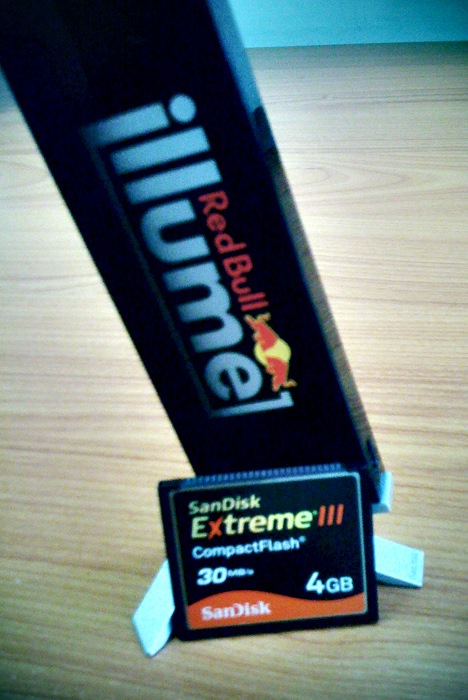 Red Bull
illume
SanDisk
Extreme® III
CompactFlash®
30MB/s
4GB
SanDisk